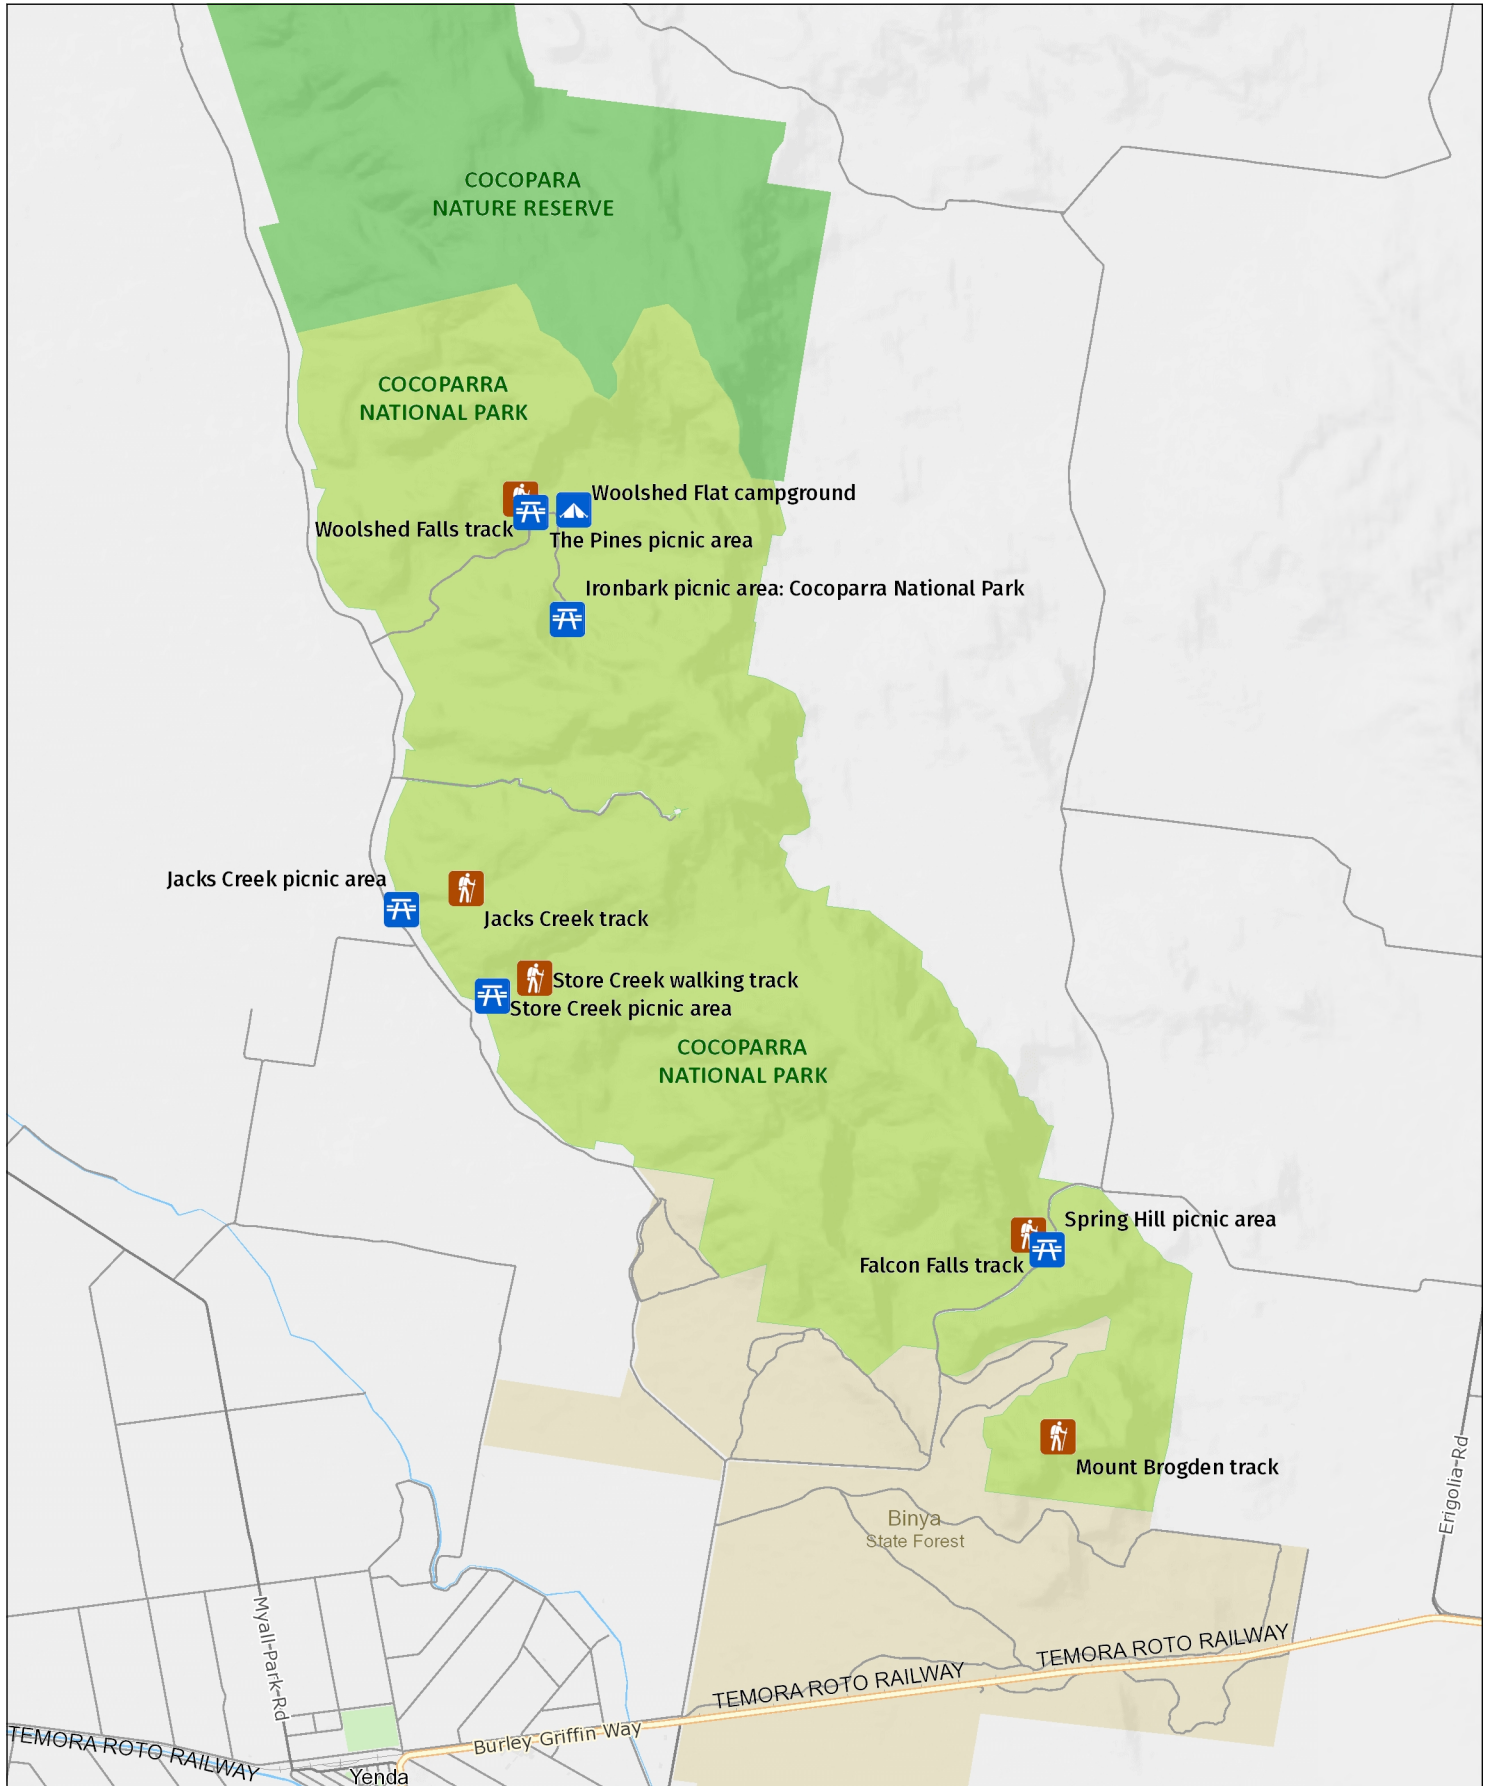 COCOPARA
NATURE RESERVE
COCOPARRA
NATIONAL PARK
Woolshed Flat campground
Woolshed Falls track
The Pines picnic area
Ironbark picnic area: Cocoparra National Park
Jacks Creek picnic area
Jacks Creek track
Store Creek walking track
Store Creek picnic area
COCOPARRA
NATIONAL PARK
Spring Hill picnic area
Falcon Falls track
Mount Brogden track
Erigolia-Rd
Binya
State Forest
Myall-Park-Rd
TEMORA ROTO RAILWAY
TEMORA ROTO RAILWAY
TEMORA ROTO RAILWAY
Burley Griffin Way
Yenda